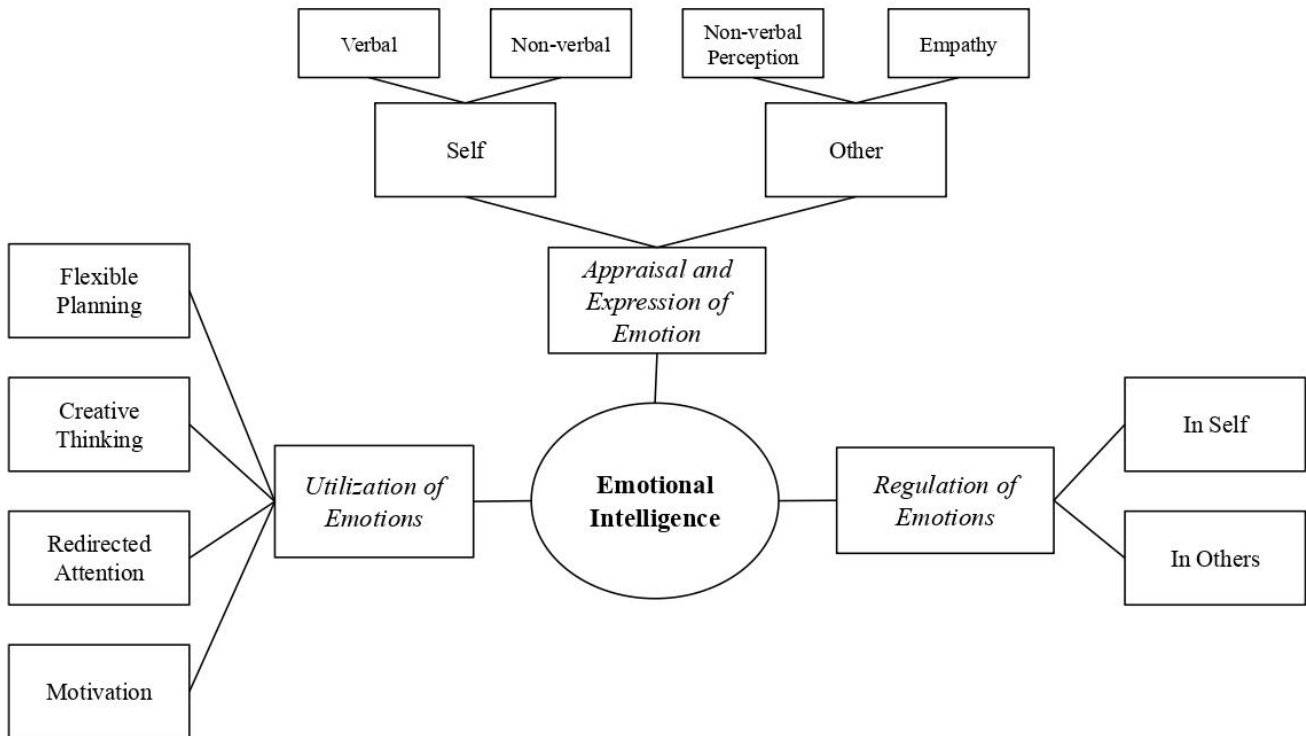 Verbal
Non-verbal
Non-verbal
Perception
Empathy
Self
Other
Appraisal and
Expression of
Emotion
Flexible
Planning
Creative
Thinking
Redirected
Attention
Motivation
Utilization of
Emotions
Emotional
Intelligence
Regulation of
Emotions
In Self
In Others